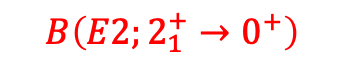 B(E2; 2₁⁺ → 0⁺)